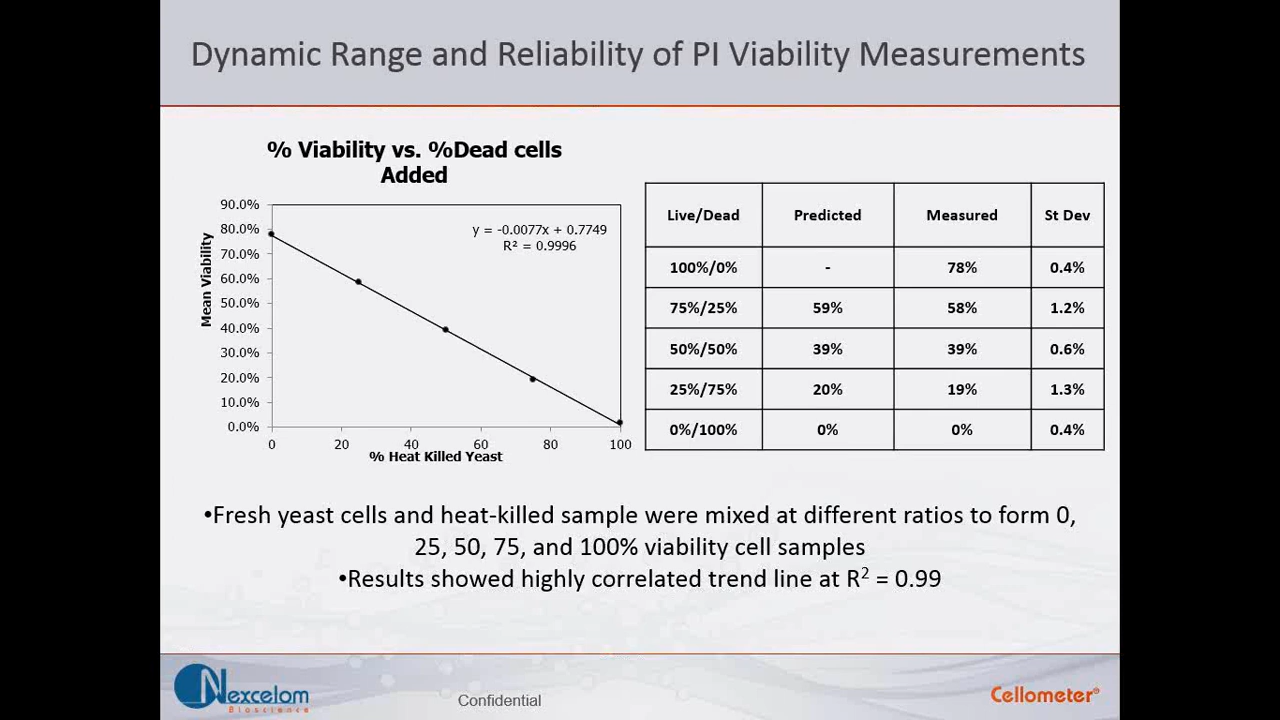 Dynamic Range and Reliability of PI Viability Measurements
% Viability vs. %Dead cells
Added
90.0%
80.0%
70.0%
60.0%
50.0%
40.0%
30.0%
20.0%
10.0%
0.0%
Mean Viability
y = -0.0077x + 0.7749
R² = 0.9996
0 20 40 60 80 100
% Heat Killed Yeast
Live/Dead Predicted Measured St Dev
100%/0% - 78% 0.4%
75%/25% 59% 58% 1.2%
50%/50% 39% 39% 0.6%
25%/75% 20% 19% 1.3%
0%/100% 0% 0% 0.4%
•Fresh yeast cells and heat-killed sample were mixed at different ratios to form 0,
25, 50, 75, and 100% viability cell samples
•Results showed highly correlated trend line at R² = 0.99
Nexcelom
Bioscience
Confidential
Cellometer®